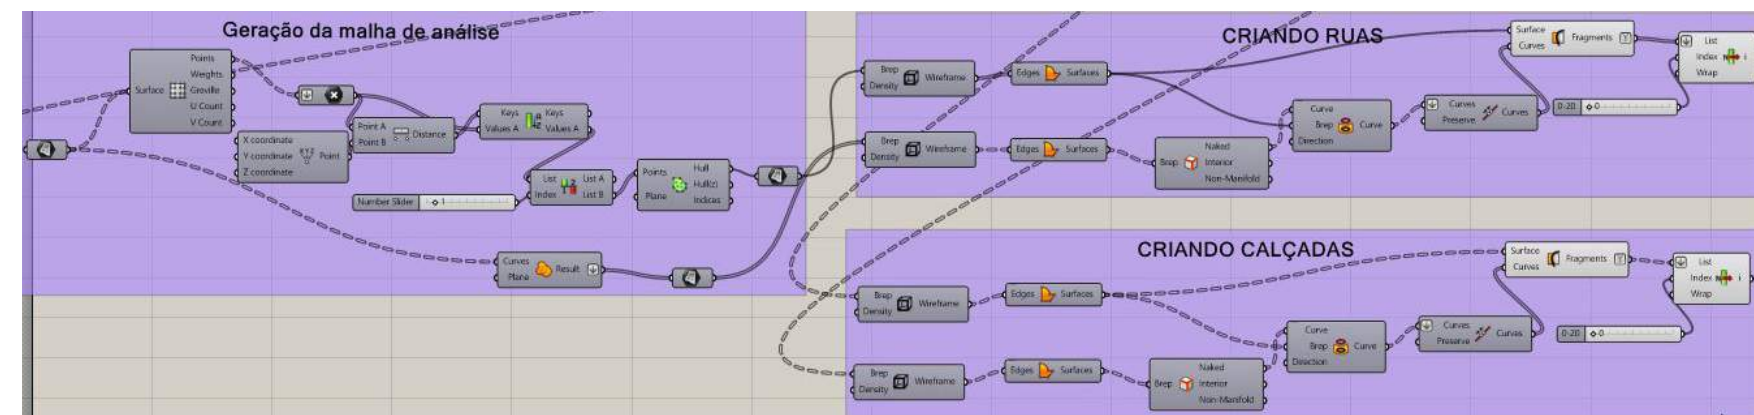 Geração da malha de análise
Surface
Points
Weights
Greville
U Count
V Count
X coordinate
Y coordinate
Z coordinate
Point
Point A
Point B
Distance
Keys
Values A
Keys
Values A
Number Slider
1
List
Index
List A
List B
Points
Plane
Hull
Hull(z)
Indices
Curves
Plane
Result
CRIANDO RUAS
Brep
Density
Wireframe
Edges
Surfaces
Brep
Density
Wireframe
Edges
Surfaces
Brep
Naked
Interior
Non-Manifold
Curve
Brep
Direction
Curve
Curves
Preserve
Curves
Surface
Curves
Fragments
0-20
0
List
Index
Wrap
i
CRIANDO CALÇADAS
Brep
Density
Wireframe
Edges
Surfaces
Brep
Density
Wireframe
Edges
Surfaces
Brep
Naked
Interior
Non-Manifold
Curve
Brep
Direction
Curve
Curves
Preserve
Curves
Surface
Curves
Fragments
0-20
0
List
Index
Wrap
i